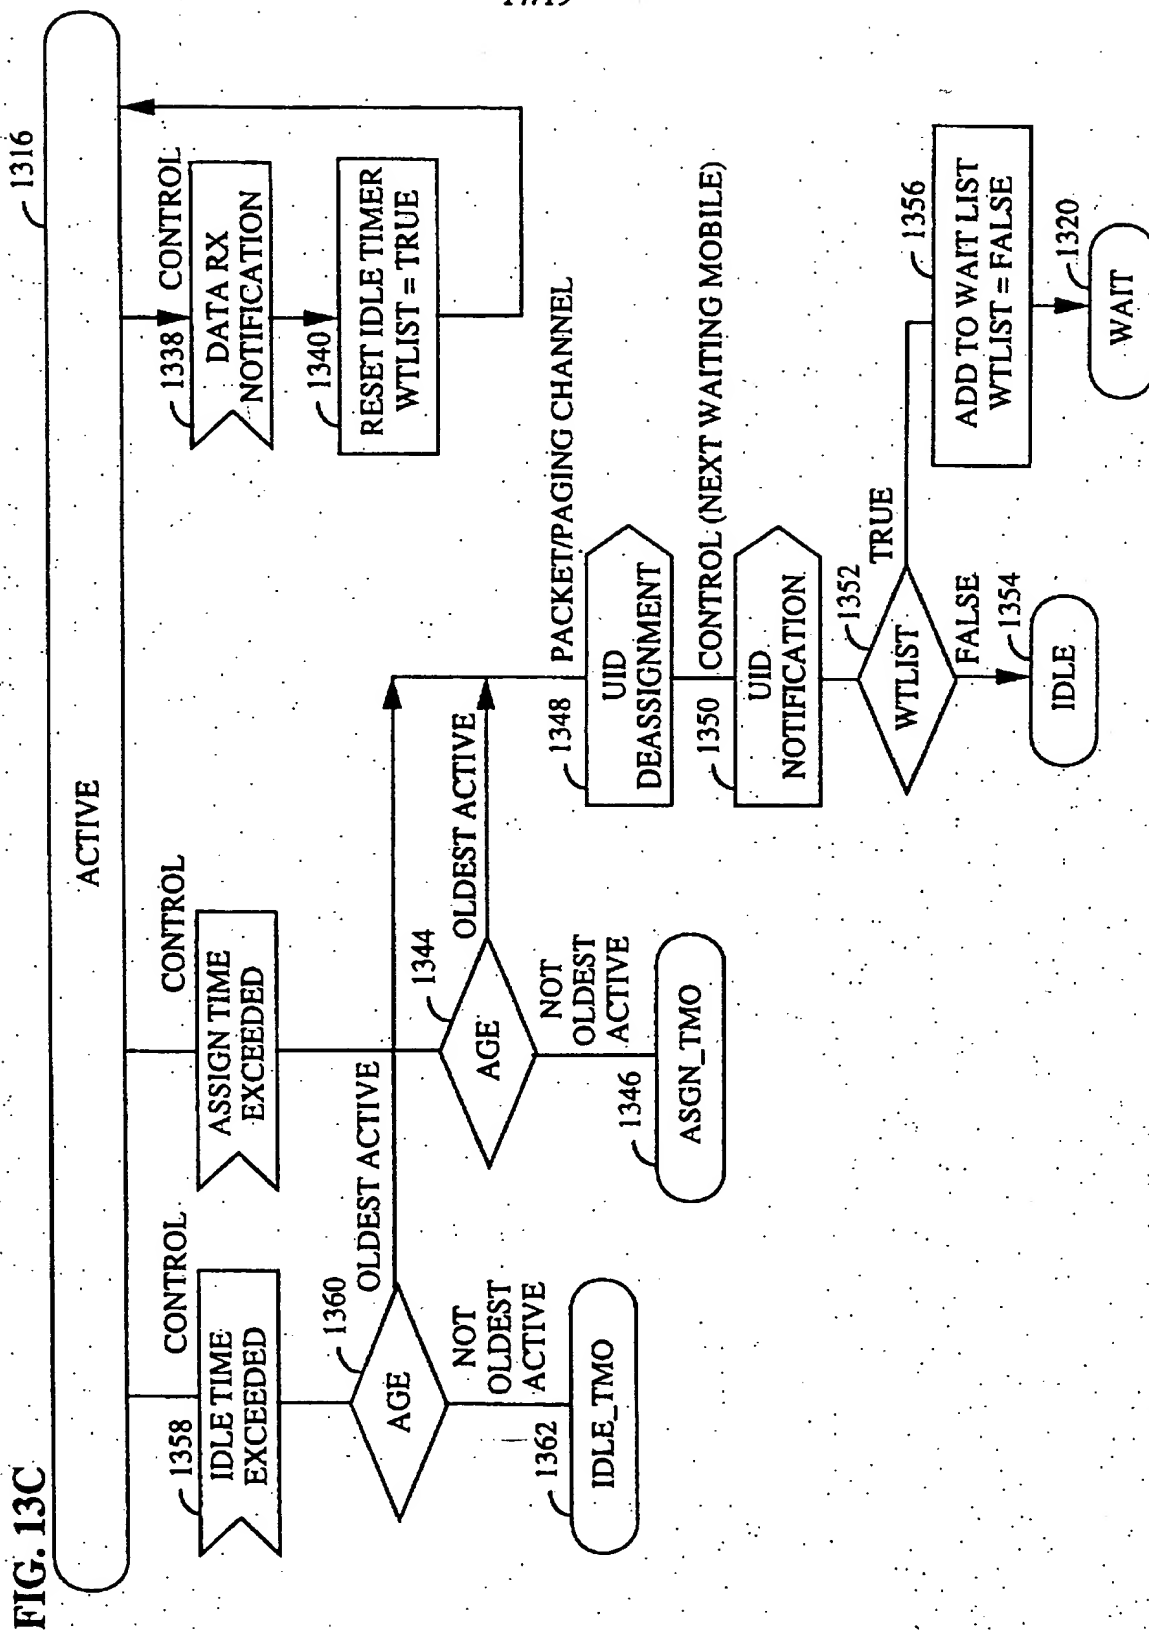 FIG. 13C
1316
ACTIVE
CONTROL
1358
IDLE TIME
EXCEEDED
1360
AGE
OLDEST ACTIVE
NOT
OLDEST
ACTIVE
1362
IDLE_TMO
CONTROL
ASSIGN TIME
EXCEEDED
1344
AGE
OLDEST ACTIVE
NOT
OLDEST
ACTIVE
1346
ASGN_TMO
CONTROL
1338
DATA RX
NOTIFICATION
1340
RESET IDLE TIMER
WTLIST = TRUE
PACKET/PAGING CHANNEL
1348
UID
DEASSIGNMENT
CONTROL (NEXT WAITING MOBILE)
1350
UID
NOTIFICATION
1352
WTLIST
TRUE
FALSE
1354
IDLE
1356
ADD TO WAIT LIST
WTLIST = FALSE
1320
WAIT